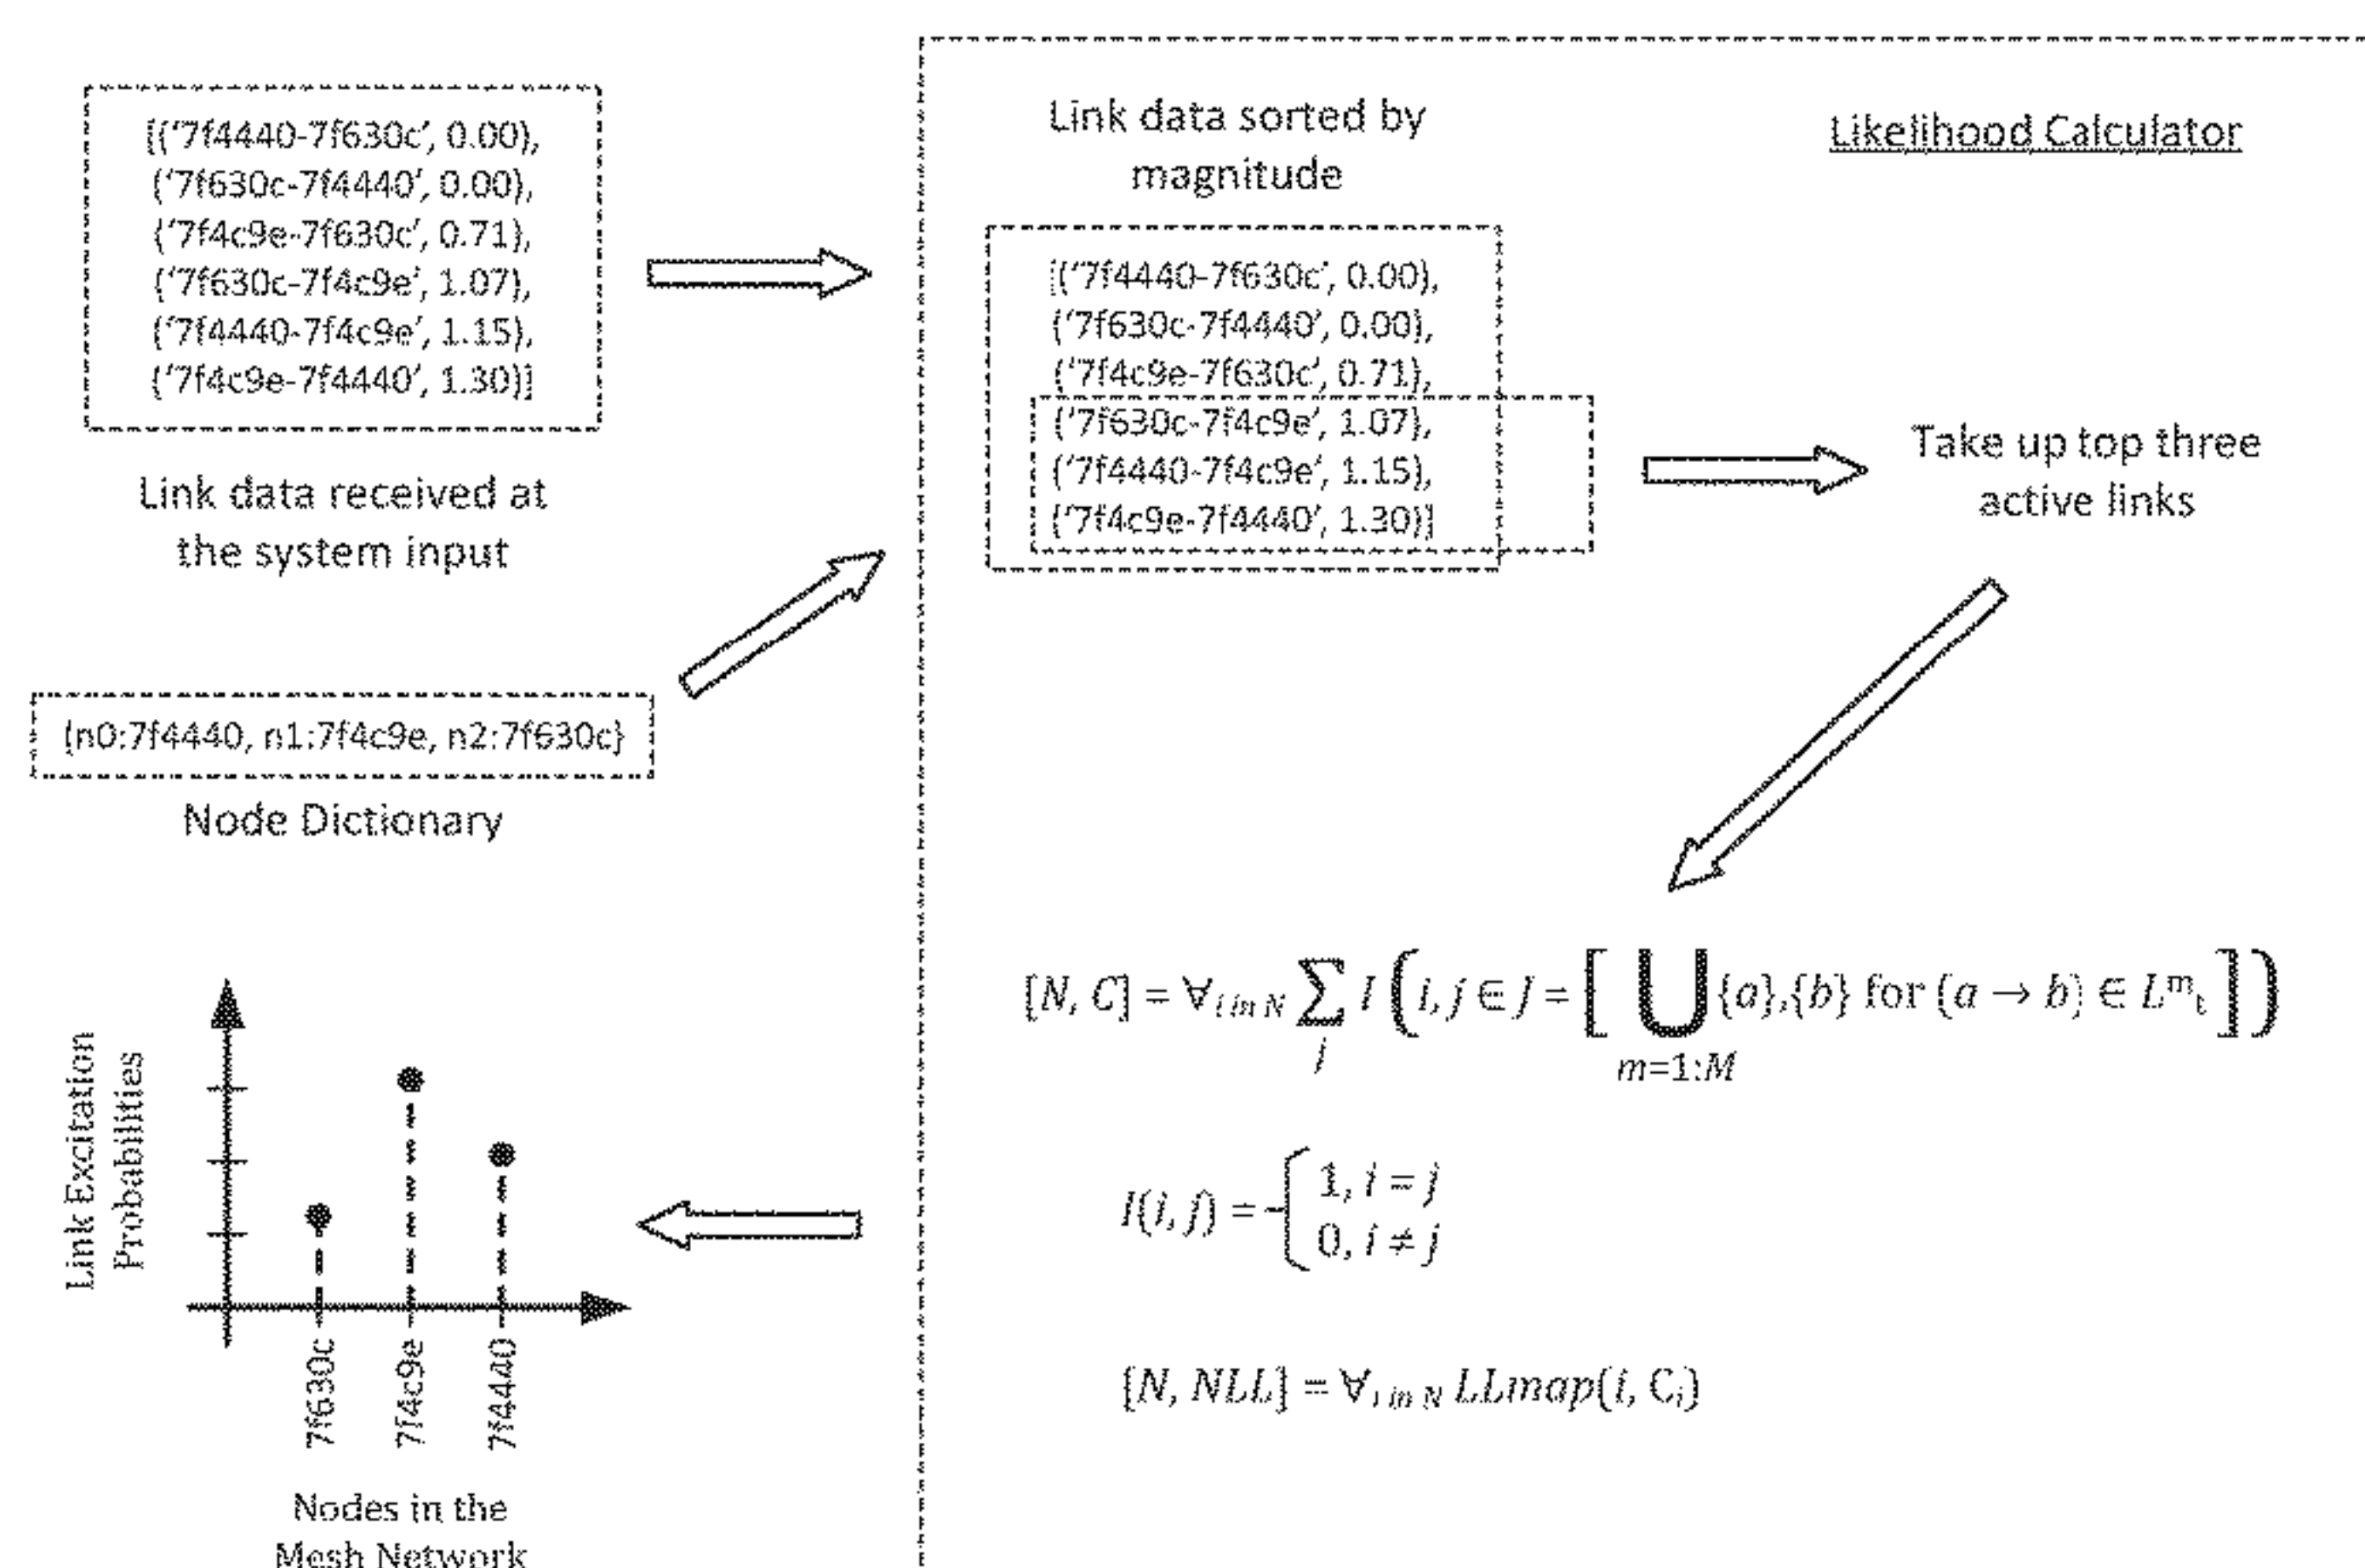 [('7f4440-7f630c', 0.00),
('7f630c-7f4440', 0.00),
('7f4c9e-7f630c', 0.71),
('7f630c-7f4c9e', 1.07),
('7f4440-7f4c9e', 1.15),
('7f4c9e-7f4440', 1.30)]
Link data received at
the system input
{n0:7f4440, n1:7f4c9e, n2:7f630c}
Node Dictionary
Likelihood Calculator
Link data sorted by
magnitude
[('7f4440-7f630c', 0.00),
('7f630c-7f4440', 0.00),
('7f4c9e-7f630c', 0.71),
('7f630c-7f4c9e', 1.07),
('7f4440-7f4c9e', 1.15),
('7f4c9e-7f4440', 1.30)]
Take up top three
active links
[N, C] = ∀ i in N ∑ I ( i, j ∈ J = [ ⋃ {a},{b} for (a → b) ∈ Lᵐₜ ] )
j
m=1:M
I(i, j) = { 1, i = j
0, i ≠ j
[N, NLL] = ∀ i in N LLmap(i, Cᵢ)
Link Excitation
Probabilities
7f630c
7f4c9e
7f4440
Nodes in the
Mesh Network